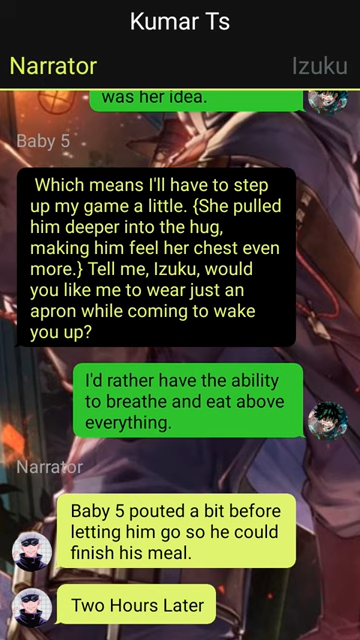 Kumar Ts
Narrator
Izuku
was her idea.
Baby 5
Which means I'll have to step
up my game a little. {She pulled
him deeper into the hug,
making him feel her chest even
more.} Tell me, Izuku, would
you like me to wear just an
apron while coming to wake
you up?
I'd rather have the ability
to breathe and eat above
everything.
Narrator
Baby 5 pouted a bit before
letting him go so he could
finish his meal.
Two Hours Later